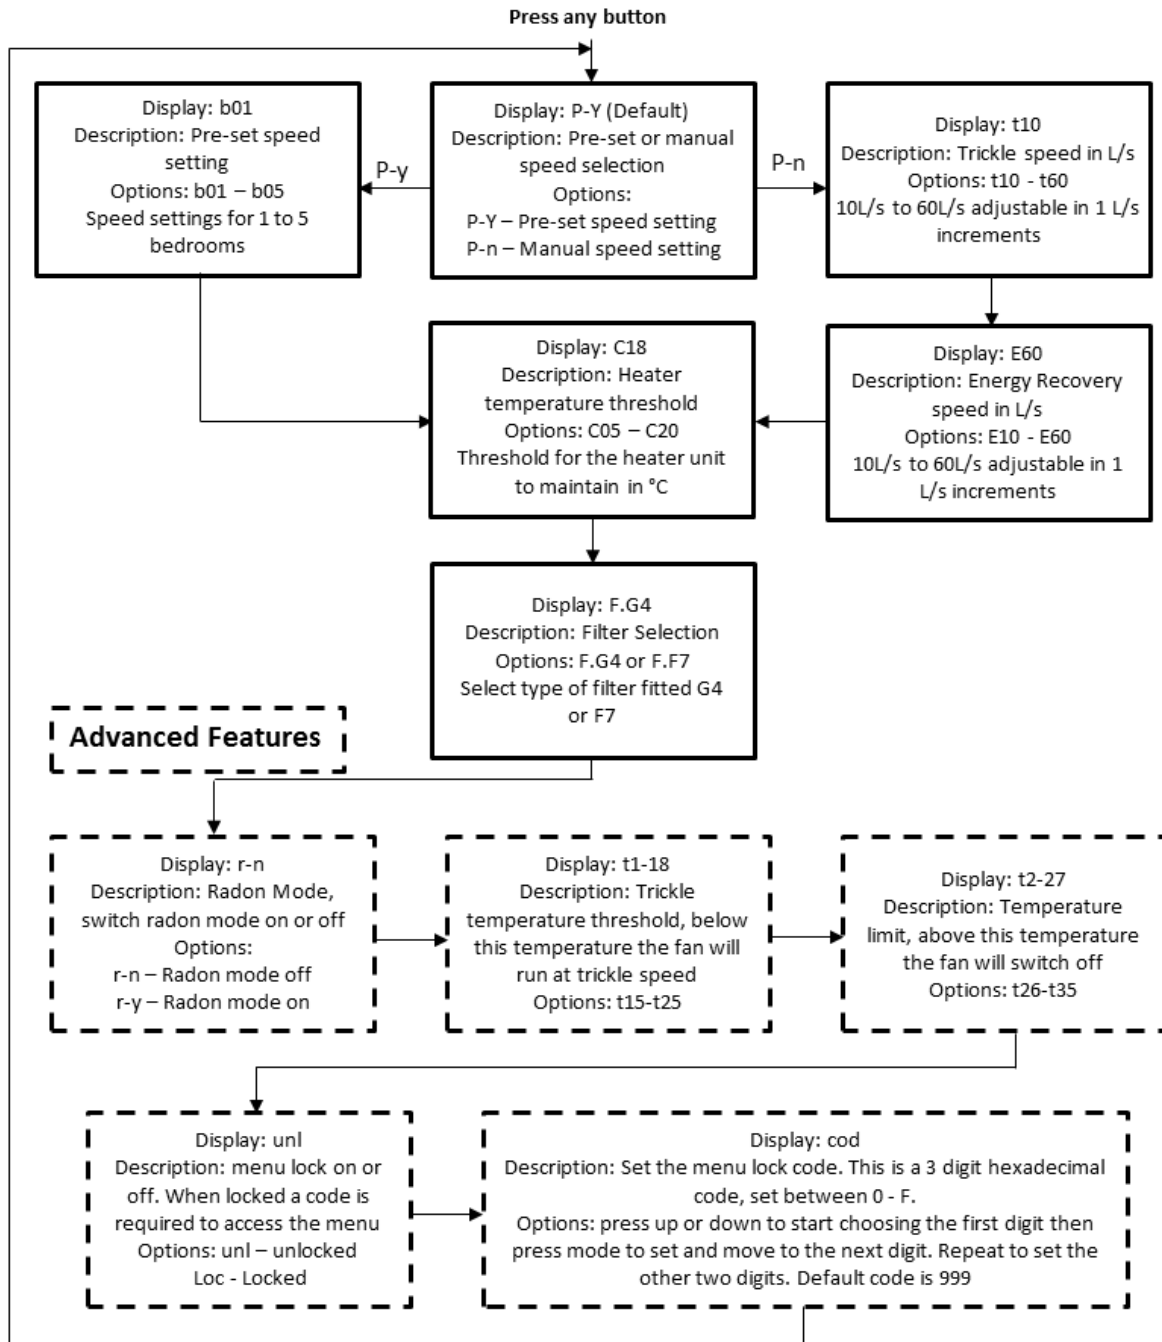 Press any button
Display: b01
Description: Pre-set speed
setting
Options: b01 – b05
Speed settings for 1 to 5
bedrooms
P-y
Display: P-Y (Default)
Description: Pre-set or manual
speed selection
Options:
P-Y – Pre-set speed setting
P-n – Manual speed setting
P-n
Display: t10
Description: Trickle speed in L/s
Options: t10 - t60
10L/s to 60L/s adjustable in 1 L/s
increments
Display: C18
Description: Heater
temperature threshold
Options: C05 – C20
Threshold for the heater unit
to maintain in °C
Display: E60
Description: Energy Recovery
speed in L/s
Options: E10 - E60
10L/s to 60L/s adjustable in 1
L/s increments
Display: F.G4
Description: Filter Selection
Options: F.G4 or F.F7
Select type of filter fitted G4
or F7
Advanced Features
Display: r-n
Description: Radon Mode,
switch radon mode on or off
Options:
r-n – Radon mode off
r-y – Radon mode on
Display: t1-18
Description: Trickle
temperature threshold, below
this temperature the fan will
run at trickle speed
Options: t15-t25
Display: t2-27
Description: Temperature
limit, above this temperature
the fan will switch off
Options: t26-t35
Display: unl
Description: menu lock on or
off. When locked a code is
required to access the menu
Options: unl – unlocked
Loc - Locked
Display: cod
Description: Set the menu lock code. This is a 3 digit hexadecimal
code, set between 0 - F.
Options: press up or down to start choosing the first digit then
press mode to set and move to the next digit. Repeat to set the
other two digits. Default code is 999